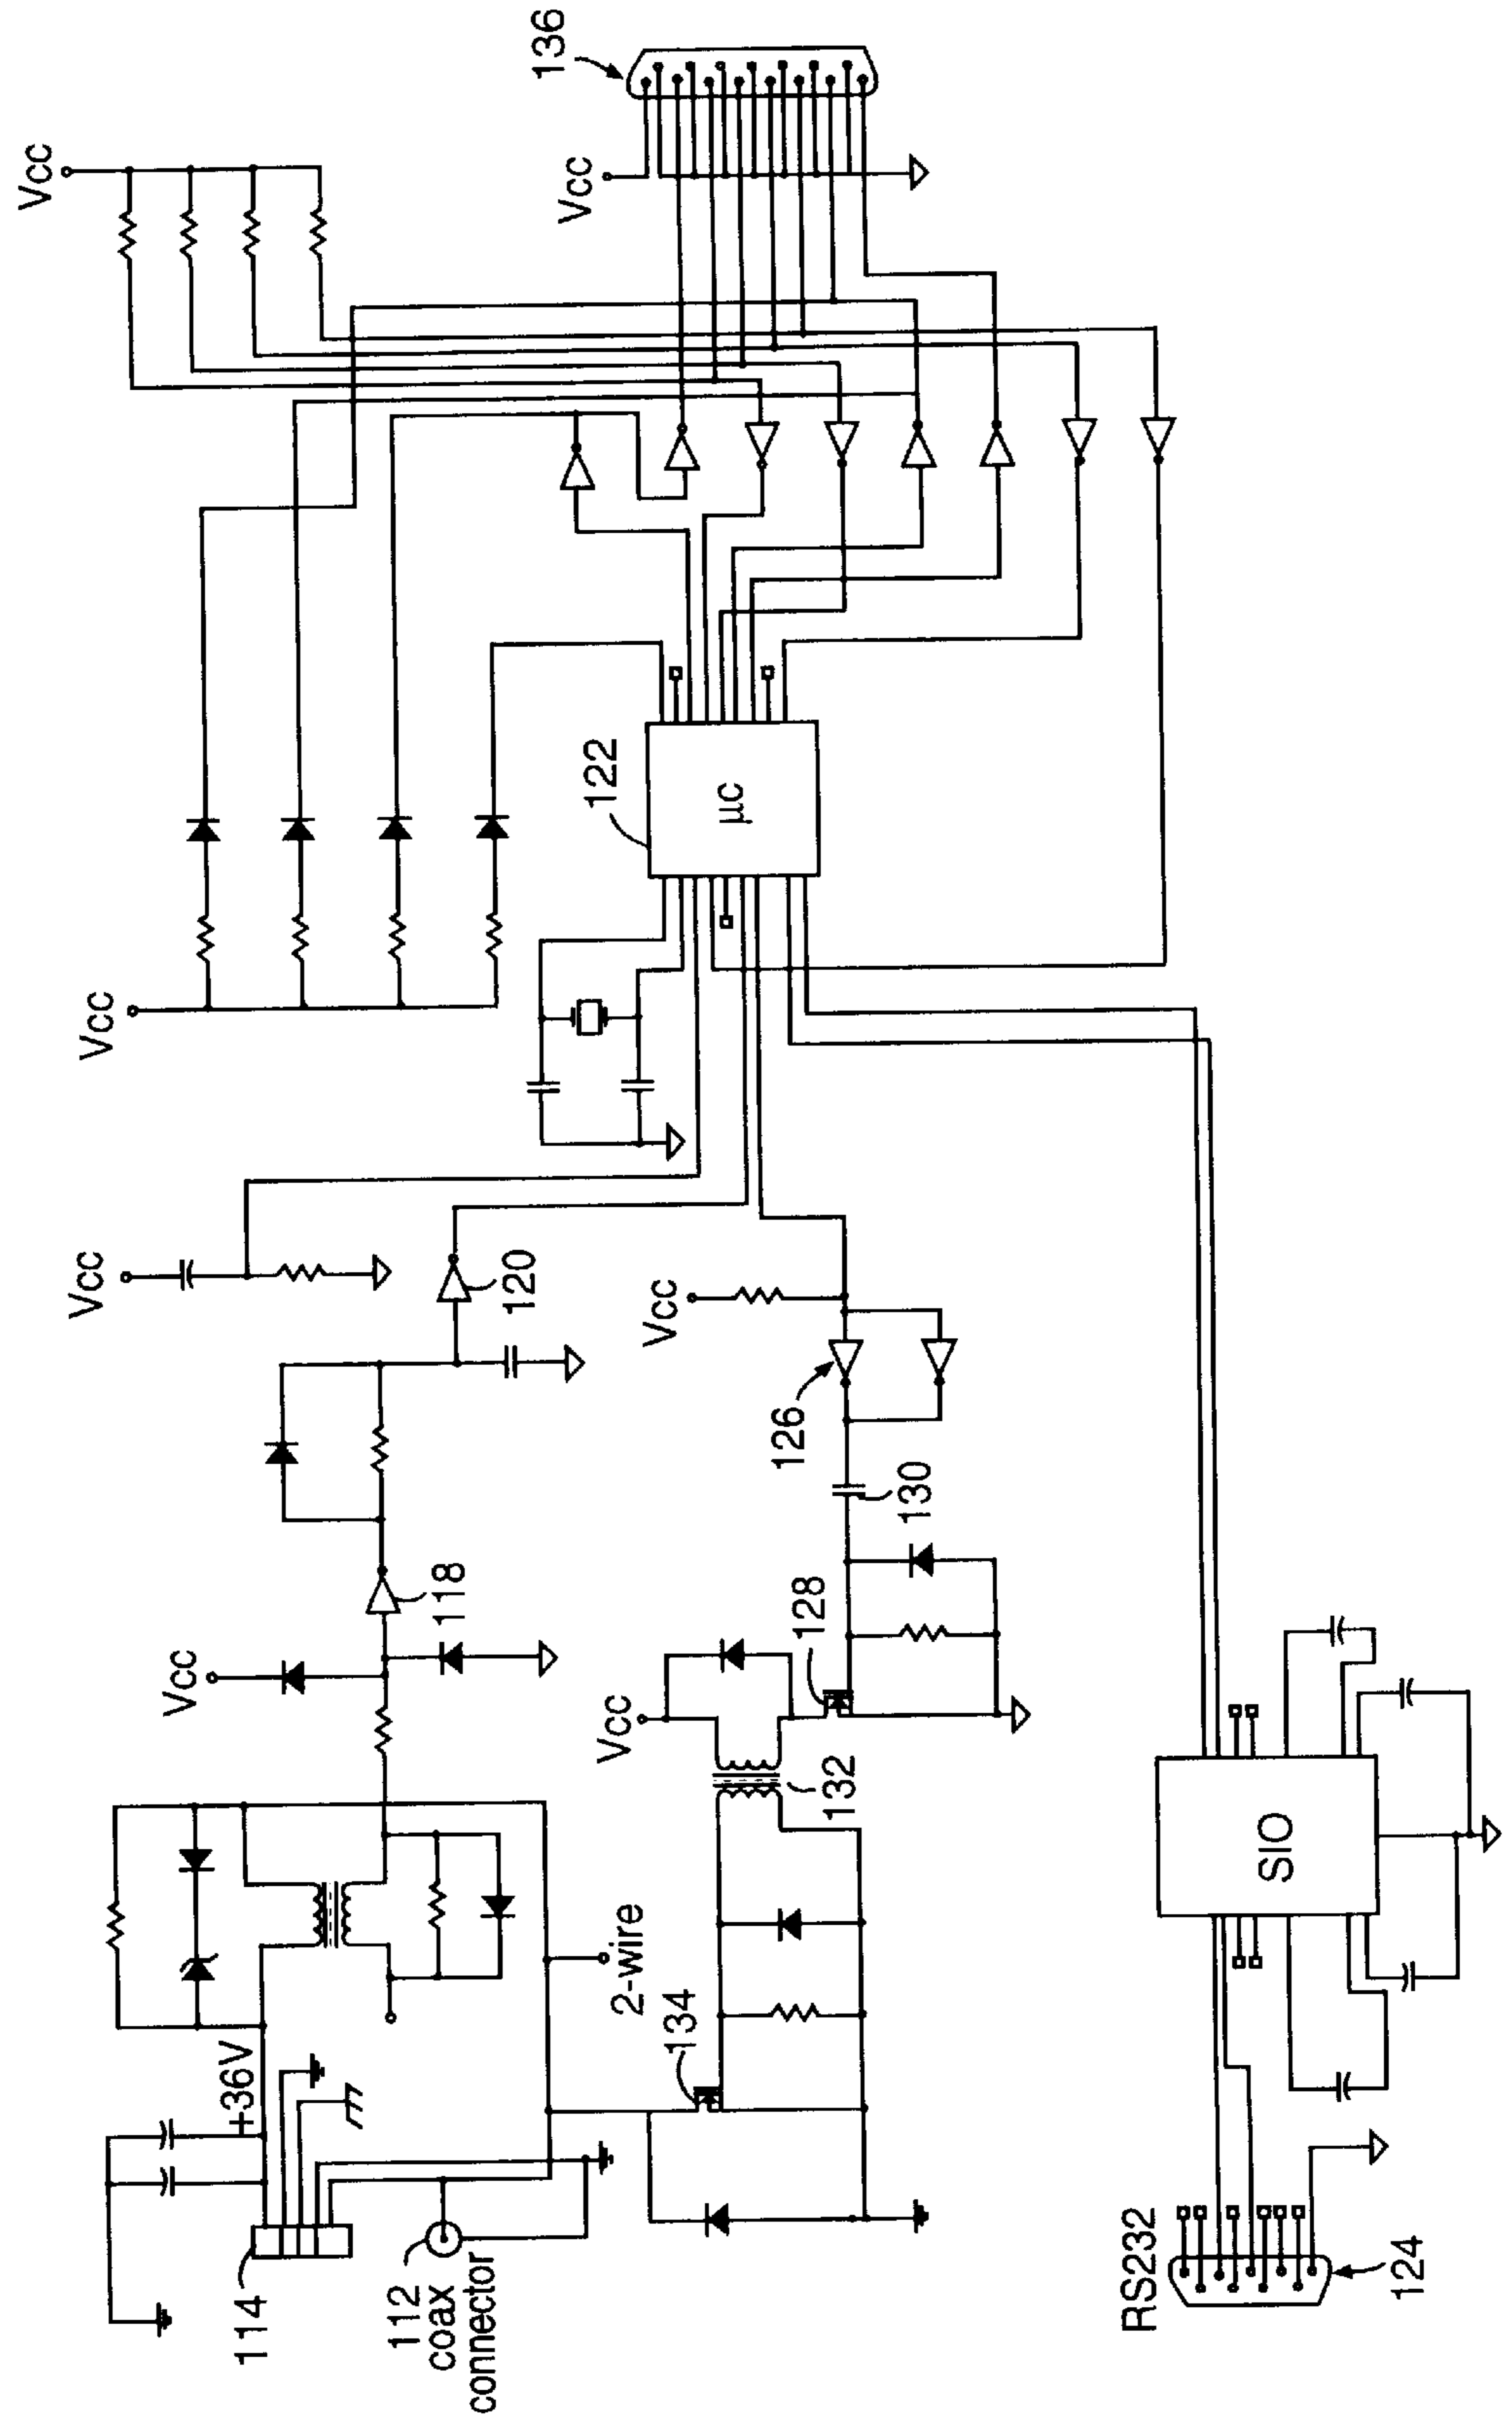 Vcc
136
Vcc
Vcc
122
µc
Vcc
120
Vcc
126
130
118
Vcc
128
Vcc
132
+36V
2-wire
134
114
112
coax
connector
SIO
RS232
124